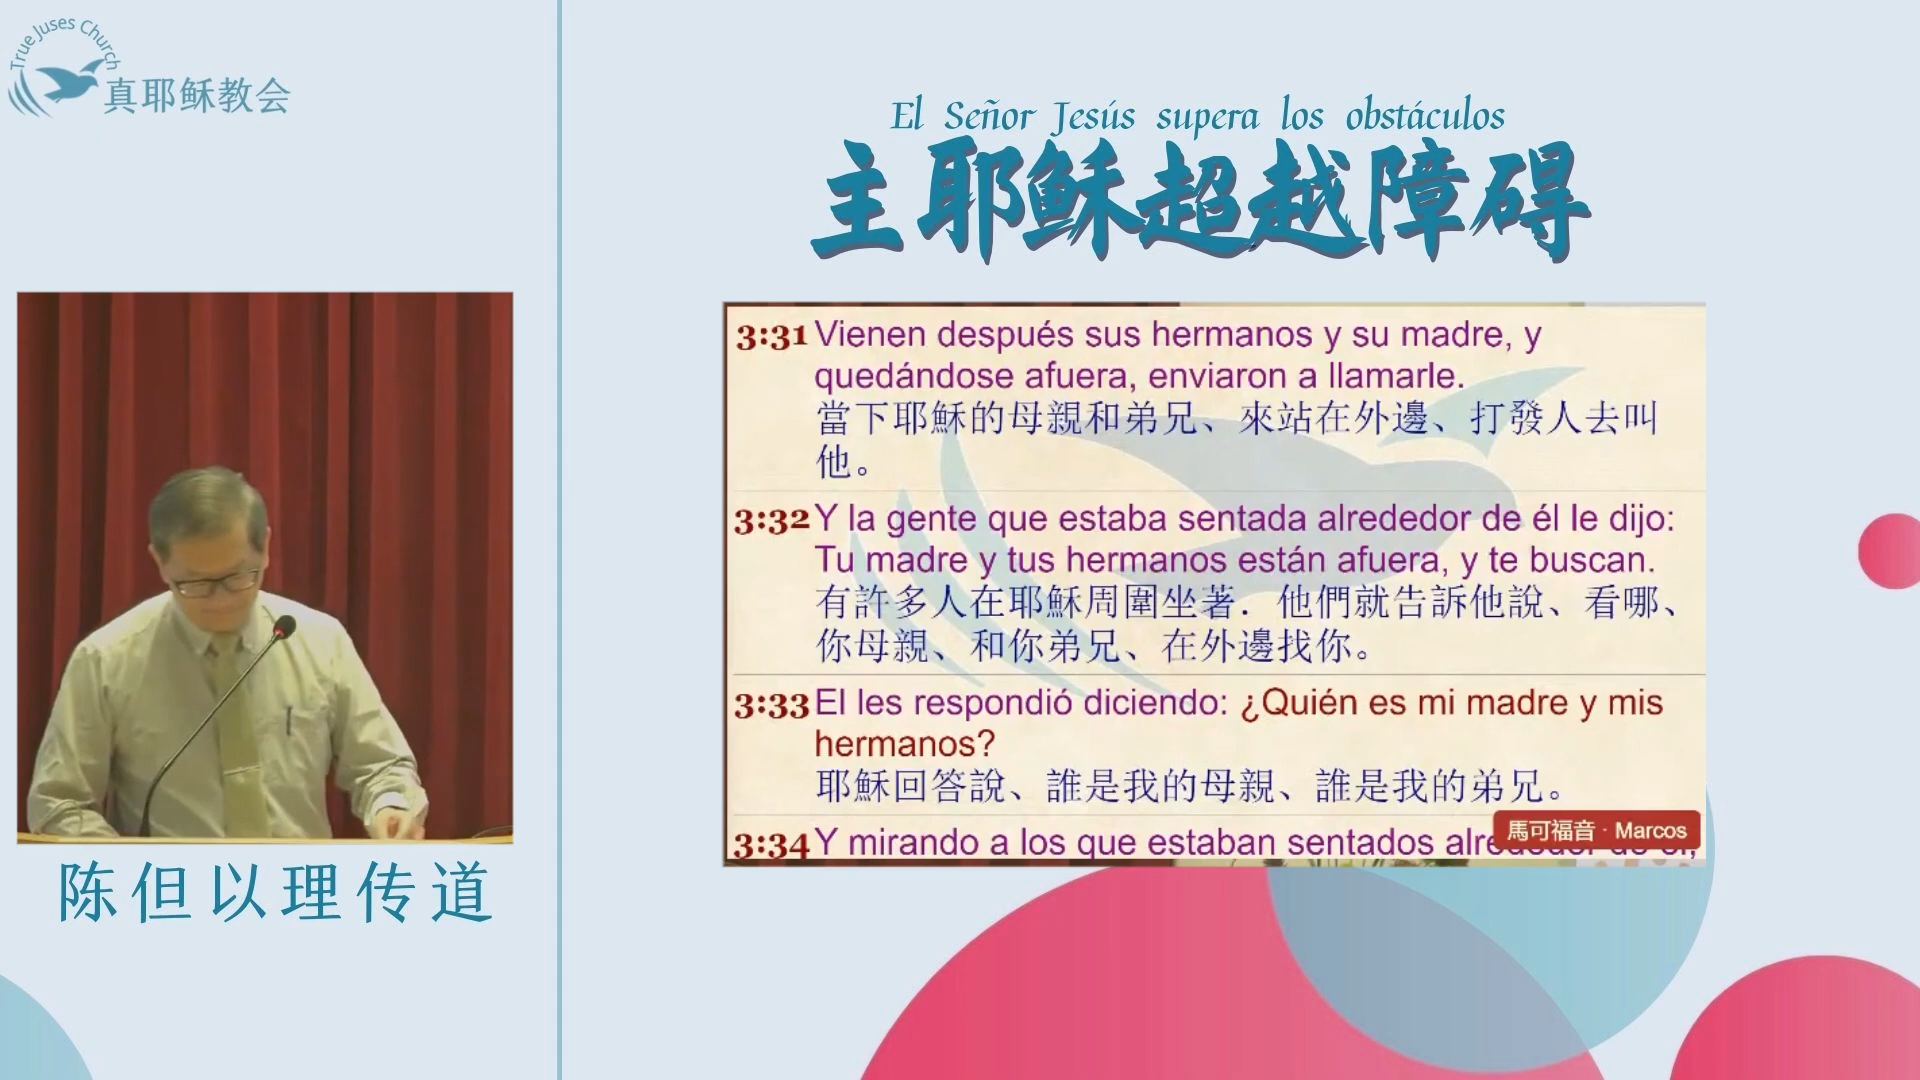 True Juses Church
真耶稣教会
El Señor Jesús supera los obstáculos
主耶稣超越障碍
3:31 Vienen después sus hermanos y su madre, y
quedándose afuera, enviaron a llamarle.
當下耶穌的母親和弟兄、來站在外邊、打發人去叫
他。
3:32 Y la gente que estaba sentada alrededor de él le dijo:
Tu madre y tus hermanos están afuera, y te buscan.
有許多人在耶穌周圍坐著．他們就告訴他說、看哪、
你母親、和你弟兄、在外邊找你。
3:33 El les respondió diciendo: ¿Quién es mi madre y mis
hermanos?
耶穌回答說、誰是我的母親、誰是我的弟兄。
3:34 Y mirando a los que estaban sentados
馬可福音 · Marcos
陈但以理传道